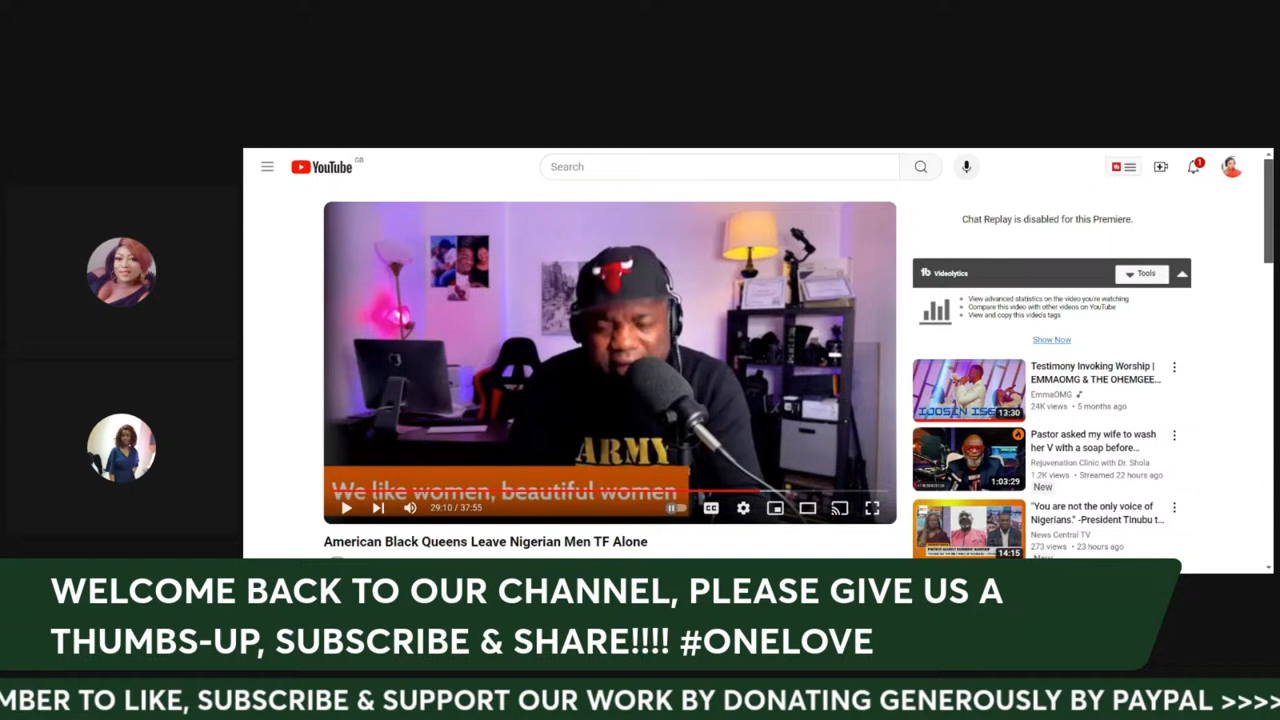 YouTube
GB
Search
1
Chat Replay is disabled for this Premiere.
Videolytics
Tools
View advanced statistics on the video you're watching
Compare this video with other videos on YouTube
View and copy this video's tags
Show Now
ARMY
We like women, beautiful women
29:10 / 37:55
CC
American Black Queens Leave Nigerian Men TF Alone
IJOSIN ISE
13:30
Testimony Invoking Worship |
EMMAOMG & THE OHEMGEE...
EmmaOMG
24K views • 5 months ago
1:03:29
Pastor asked my wife to wash
her V with a soap before...
Rejuvenation Clinic with Dr. Shola
1.2K views • Streamed 22 hours ago
New
14:15
"You are not the only voice of
Nigerians." -President Tinubu t...
News Central TV
273 views • 23 hours ago
WELCOME BACK TO OUR CHANNEL, PLEASE GIVE US A
THUMBS-UP, SUBSCRIBE & SHARE!!!! #ONELOVE
MBER TO LIKE, SUBSCRIBE & SUPPORT OUR WORK BY DONATING GENEROUSLY BY PAYPAL >>>>